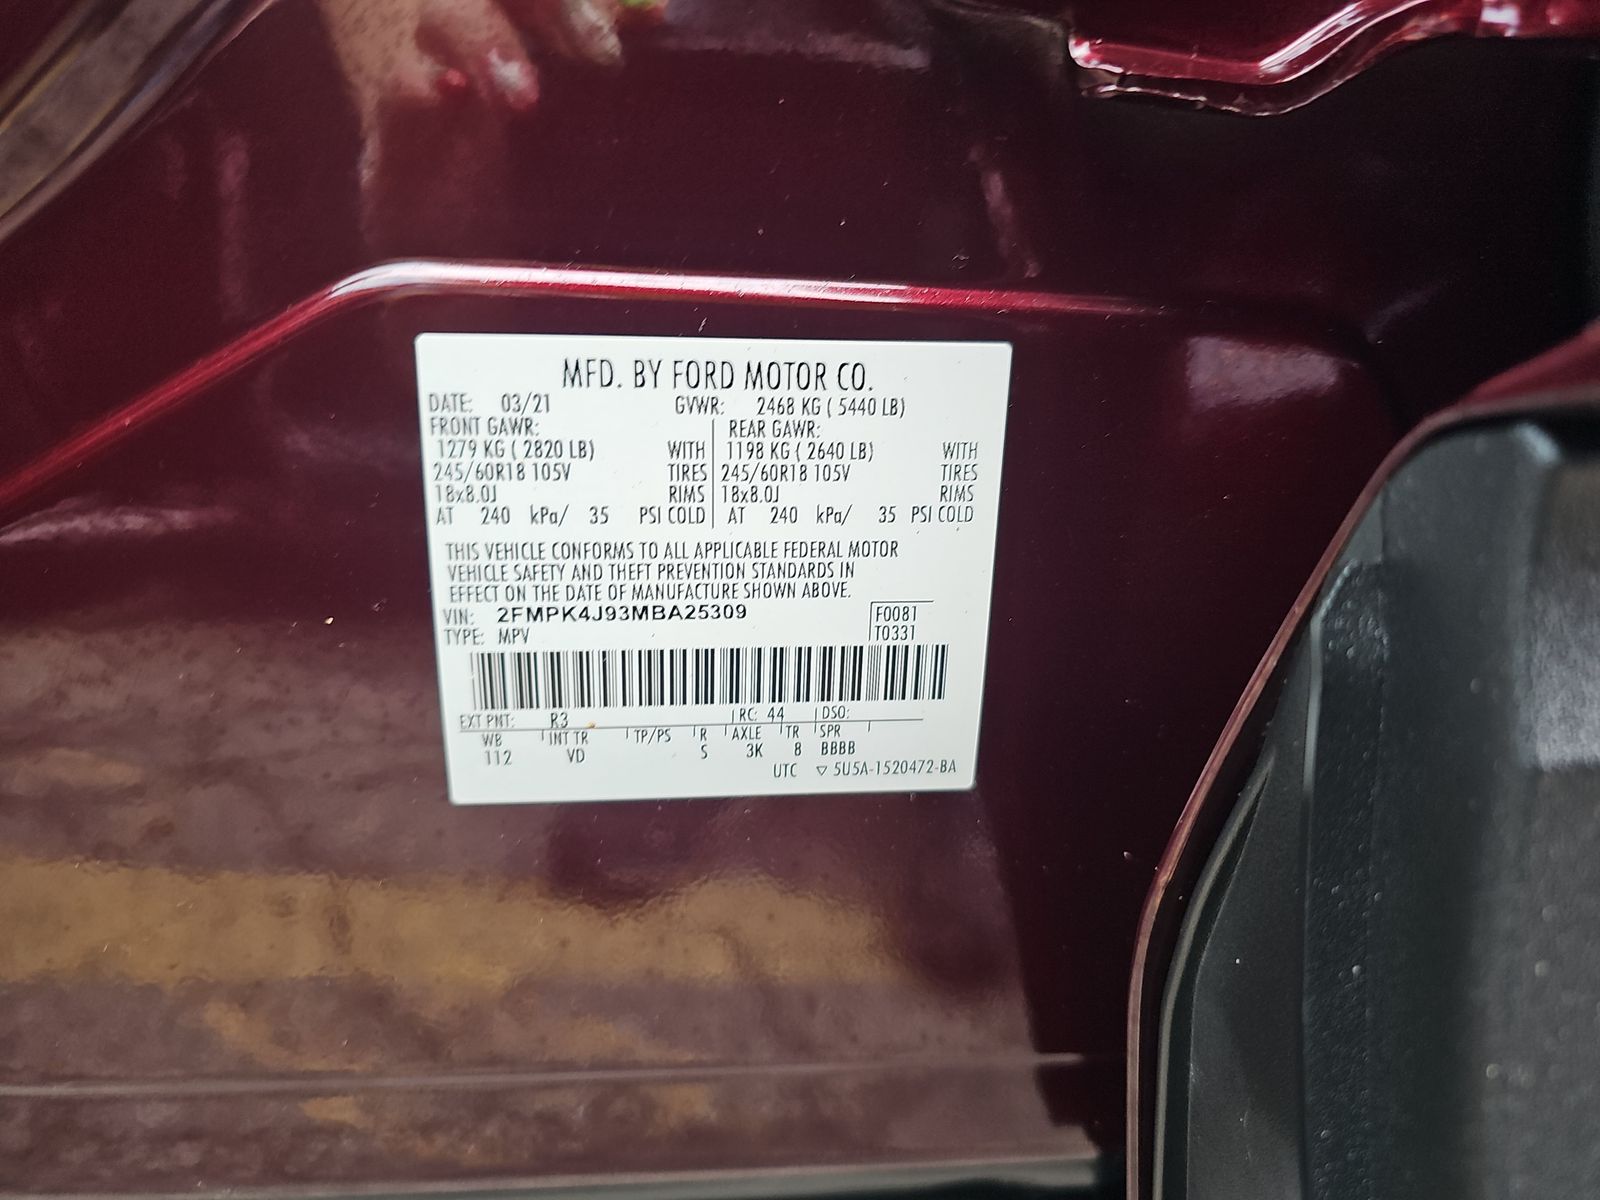 MFD. BY FORD MOTOR CO.
DATE: 03/21 GVWR: 2468 KG ( 5440 LB)
FRONT GAWR: REAR GAWR:
1279 KG ( 2820 LB) WITH 1198 KG ( 2640 LB) WITH
245/60R18 105V TIRES 245/60R18 105V TIRES
18x8.0J RIMS 18x8.0J RIMS
AT 240 kPa/ 35 PSI COLD AT 240 kPa/ 35 PSI COLD
THIS VEHICLE CONFORMS TO ALL APPLICABLE FEDERAL MOTOR
VEHICLE SAFETY AND THEFT PREVENTION STANDARDS IN
EFFECT ON THE DATE OF MANUFACTURE SHOWN ABOVE.
VIN: 2FMPK4J93MBA25309 F0081
TYPE: MPV T0331
EXT PNT: R3 RC: 44 DSO:
WB INT TR TP/PS R AXLE TR SPR
112 VD S 3K 8 BBBB
UTC ▽ 5U5A-1520472-BA